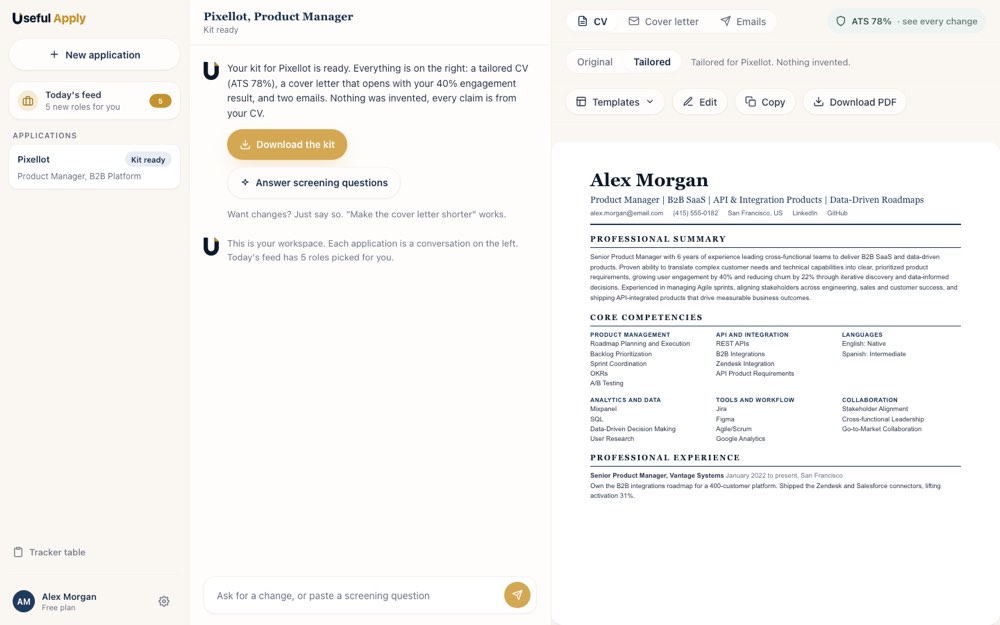 Useful Apply
New application
Today's feed
5 new roles for you
5
APPLICATIONS
Pixellot
Kit ready
Product Manager, B2B Platform
Tracker table
AM
Alex Morgan
Free plan
Pixellot, Product Manager
Kit ready
Your kit for Pixellot is ready. Everything is on the right: a tailored CV
(ATS 78%), a cover letter that opens with your 40% engagement
result, and two emails. Nothing was invented, every claim is from
your CV.
Download the kit
Answer screening questions
Want changes? Just say so. "Make the cover letter shorter" works.
This is your workspace. Each application is a conversation on the left.
Today's feed has 5 roles picked for you.
Ask for a change, or paste a screening question
CV
Cover letter
Emails
ATS 78% · see every change
Original
Tailored
Tailored for Pixellot. Nothing invented.
Templates
Edit
Copy
Download PDF
Alex Morgan
Product Manager | B2B SaaS | API & Integration Products | Data-Driven Roadmaps
alex.morgan@email.com (415) 555-0182 San Francisco, US LinkedIn GitHub
PROFESSIONAL SUMMARY
Senior Product Manager with 6 years of experience leading cross-functional teams to deliver B2B SaaS and data-driven
products. Proven ability to translate complex customer needs and technical capabilities into clear, prioritized product
requirements, growing user engagement by 40% and reducing churn by 22% through iterative discovery and data-informed
decisions. Experienced in managing Agile sprints, aligning stakeholders across engineering, sales and customer success, and
shipping API-integrated products that drive measurable business outcomes.
CORE COMPETENCIES
PRODUCT MANAGEMENT
Roadmap Planning and Execution
Backlog Prioritization
Sprint Coordination
OKRs
A/B Testing
API AND INTEGRATION
REST APIs
B2B Integrations
Zendesk Integration
API Product Requirements
LANGUAGES
English: Native
Spanish: Intermediate
ANALYTICS AND DATA
Mixpanel
SQL
Data-Driven Decision Making
User Research
TOOLS AND WORKFLOW
Jira
Figma
Agile/Scrum
Google Analytics
COLLABORATION
Stakeholder Alignment
Cross-functional Leadership
Go-to-Market Collaboration
PROFESSIONAL EXPERIENCE
Senior Product Manager, Vantage Systems January 2022 to present, San Francisco
Own the B2B integrations roadmap for a 400-customer platform. Shipped the Zendesk and Salesforce connectors, lifting
activation 31%.